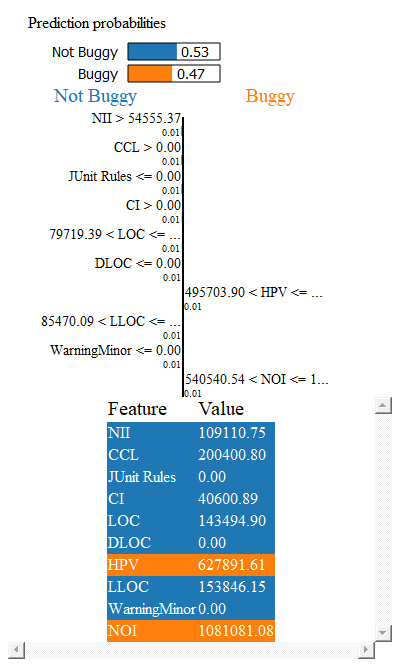 Prediction probabilities
Not Buggy 0.53
Buggy 0.47
Not Buggy Buggy
NII > 54555.37
0.01
CCL > 0.00
0.01
JUnit Rules <= 0.00
0.01
CI > 0.00
0.01
79719.39 < LOC <= ...
0.01
DLOC <= 0.00
0.01
495703.90 < HPV <= ...
0.01
85470.09 < LLOC <= ...
0.01
WarningMinor <= 0.00
0.01
540540.54 < NOI <= 1...
0.01
Feature Value
NII 109110.75
CCL 200400.80
JUnit Rules 0.00
CI 40600.89
LOC 143494.90
DLOC 0.00
HPV 627891.61
LLOC 153846.15
WarningMinor 0.00
NOI 1081081.08